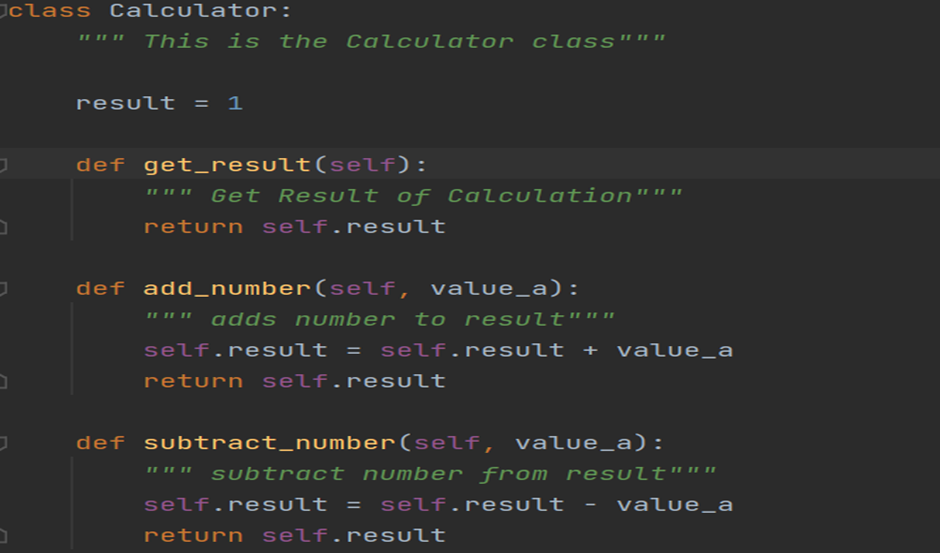 class Calculator:
    """ This is the Calculator class"""
    result = 1
    def get_result(self):
        """ Get Result of Calculation"""
        return self.result
    def add_number(self, value_a):
        """ adds number to result"""
        self.result = self.result + value_a
        return self.result
    def subtract_number(self, value_a):
        """ subtract number from result"""
        self.result = self.result - value_a
        return self.result